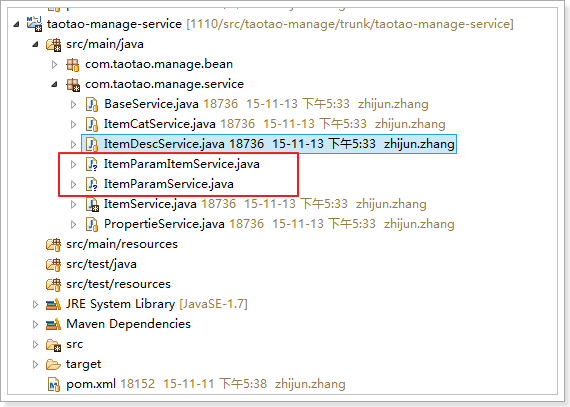 taotao-manage-service [1110/src/taotao-manage/trunk/taotao-manage-service]
src/main/java
com.taotao.manage.bean
com.taotao.manage.service
BaseService.java 18736 15-11-13 下午5:33 zhijun.zhang
ItemCatService.java 18736 15-11-13 下午5:33 zhijun.zhang
ItemDescService.java 18736 15-11-13 下午5:33 zhijun.zhang
ItemParamItemService.java
ItemParamService.java
ItemService.java 18736 15-11-13 下午5:33 zhijun.zhang
PropertieService.java 18736 15-11-13 下午5:33 zhijun.zhang
src/main/resources
src/test/java
src/test/resources
JRE System Library [JavaSE-1.7]
Maven Dependencies
src
target
pom.xml 18152 15-11-11 下午5:38 zhijun.zhang